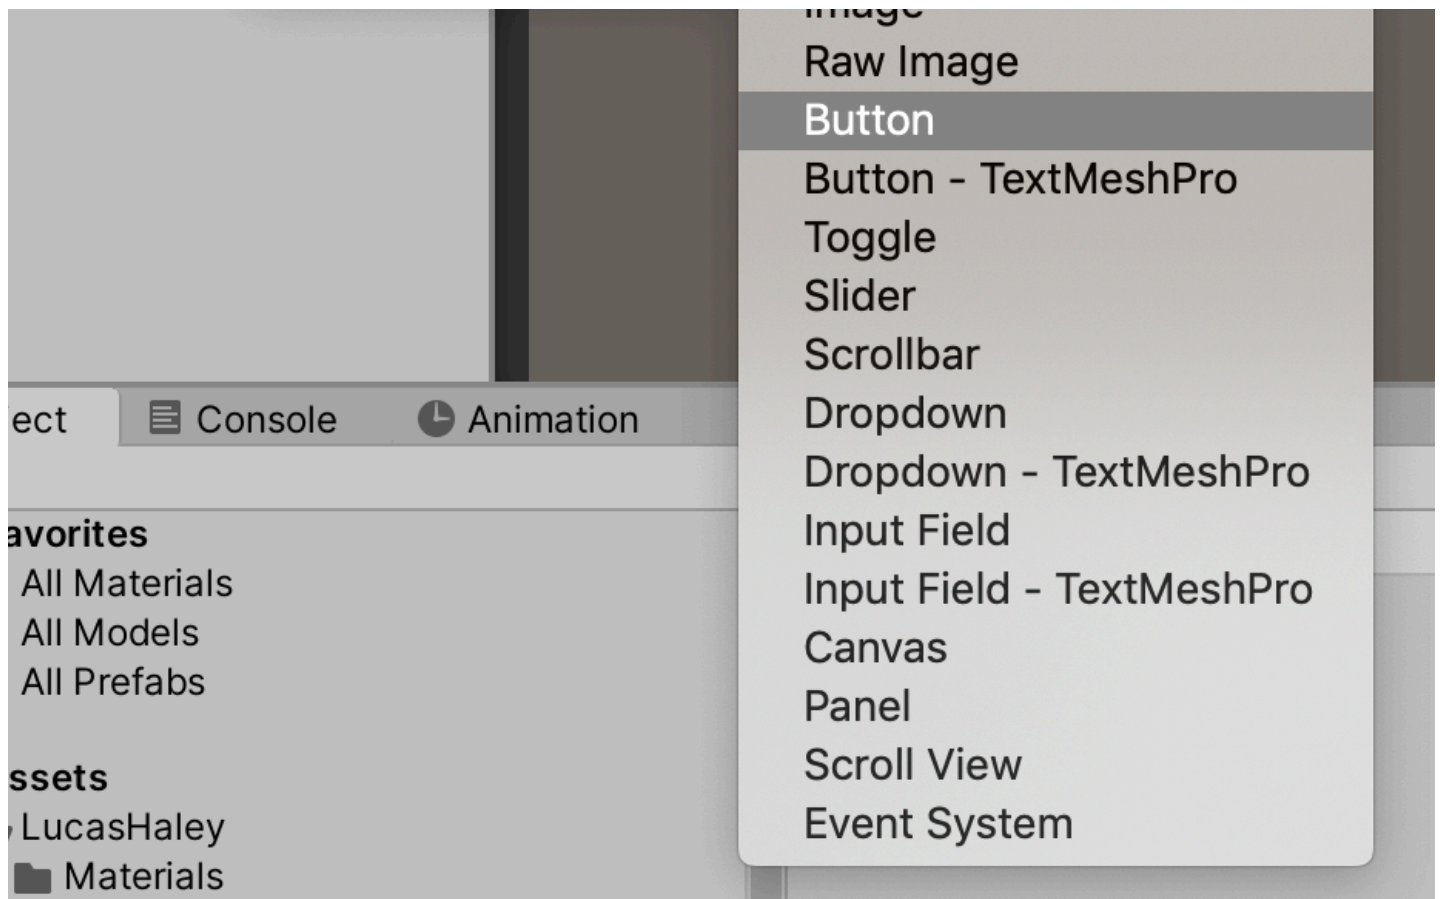 Image
Raw Image
Button
Button - TextMeshPro
Toggle
Slider
Scrollbar
Dropdown
Dropdown - TextMeshPro
Input Field
Input Field - TextMeshPro
Canvas
Panel
Scroll View
Event System
ect
Console
Animation
avorites
All Materials
All Models
All Prefabs
ssets
LucasHaley
Materials